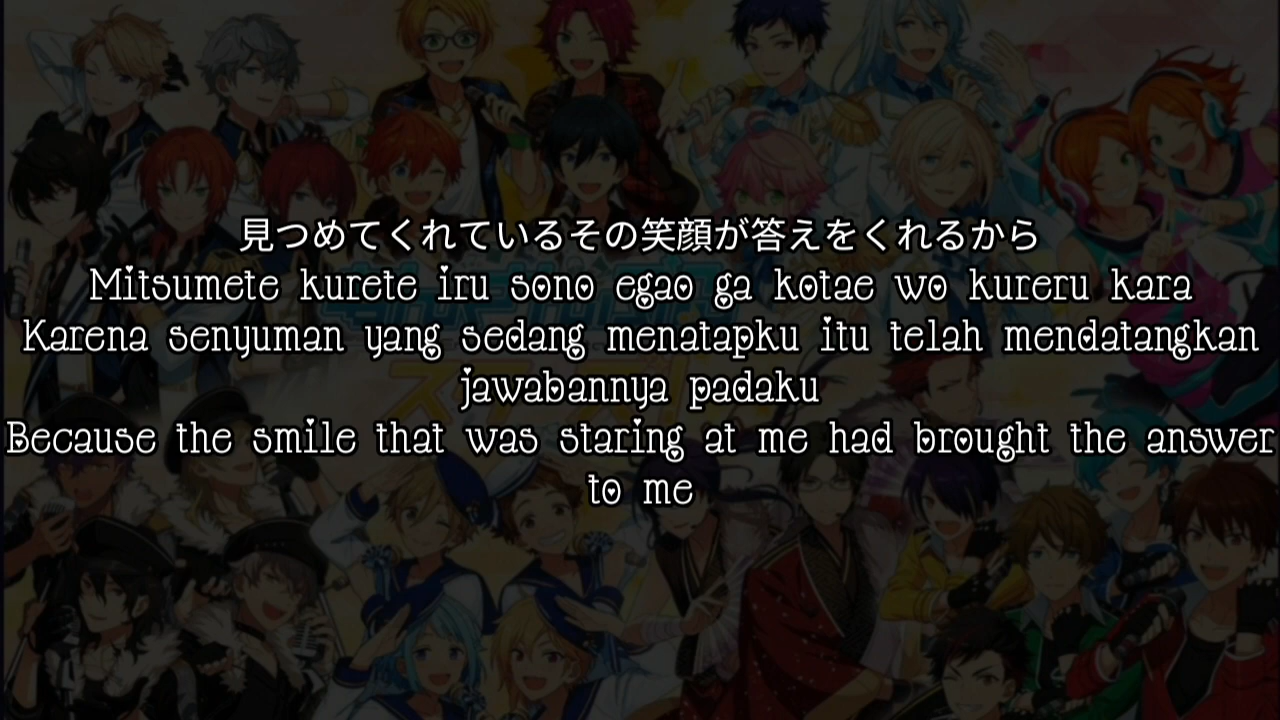 見つめてくれているその笑顔が答えをくれるから
Mitsumete kurete iru sono egao ga kotae wo kureru kara
Karena senyuman yang sedang menatapku itu telah mendatangkan
jawabannya padaku
Because the smile that was staring at me had brought the answer
to me